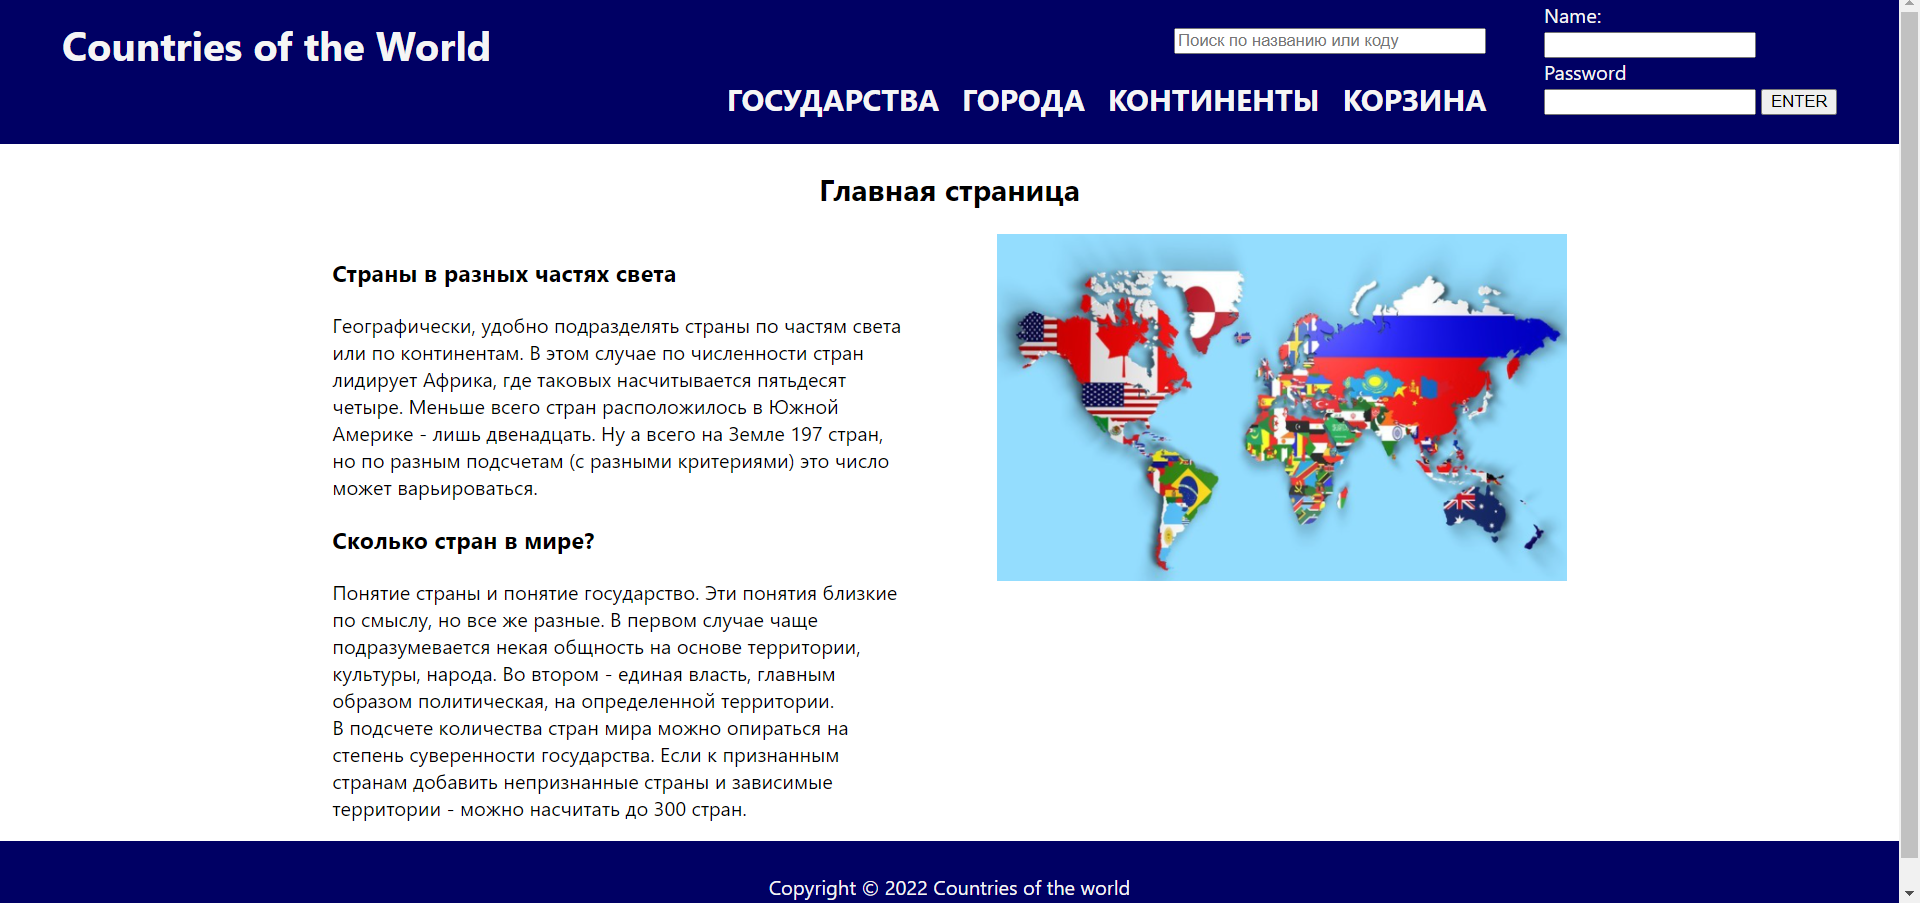 Countries of the World
Поиск по названию или коду
ГОСУДАРСТВА ГОРОДА КОНТИНЕНТЫ КОРЗИНА
Name:
Password
ENTER
Главная страница
Страны в разных частях света
Географически, удобно подразделять страны по частям света
или по континентам. В этом случае по численности стран
лидирует Африка, где таковых насчитывается пятьдесят
четыре. Меньше всего стран расположилось в Южной
Америке - лишь двенадцать. Ну а всего на Земле 197 стран,
но по разным подсчетам (с разными критериями) это число
может варьироваться.
Сколько стран в мире?
Понятие страны и понятие государство. Эти понятия близкие
по смыслу, но все же разные. В первом случае чаще
подразумевается некая общность на основе территории,
культуры, народа. Во втором - единая власть, главным
образом политическая, на определенной территории.
В подсчете количества стран мира можно опираться на
степень суверенности государства. Если к признанным
странам добавить непризнанные страны и зависимые
территории - можно насчитать до 300 стран.
Copyright © 2022 Countries of the world